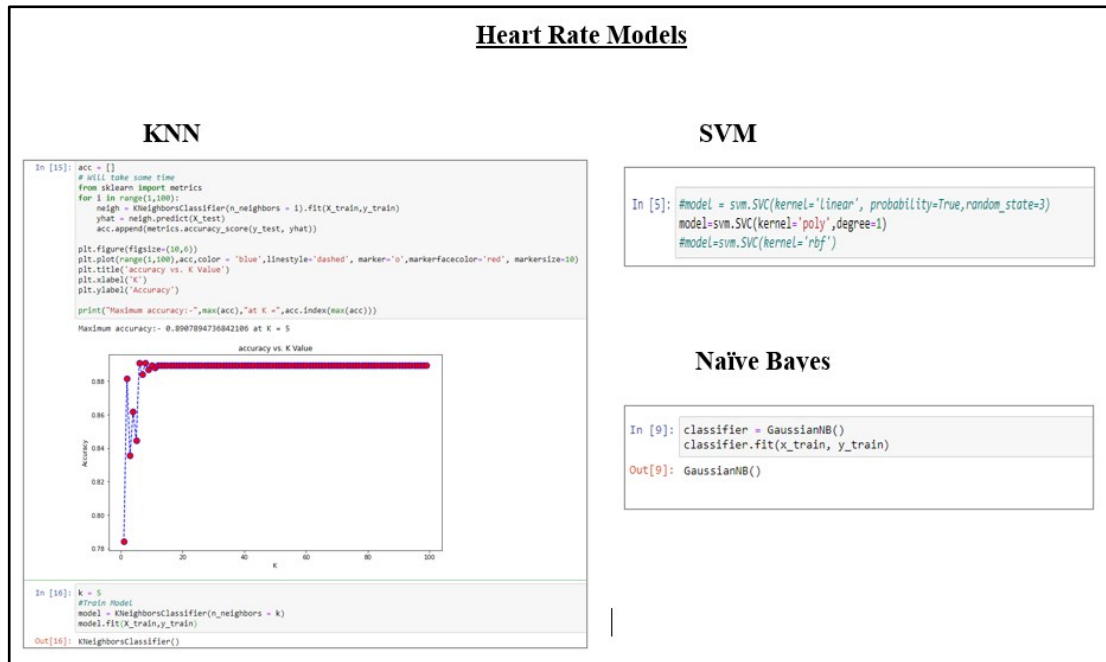 Heart Rate Models
KNN
In [15]: acc = []
# Will take some time
from sklearn import metrics
for i in range(1,100):
neigh = KNeighborsClassifier(n_neighbors = i).fit(X_train,y_train)
yhat = neigh.predict(X_test)
acc.append(metrics.accuracy_score(y_test, yhat))
plt.figure(figsize=(10,6))
plt.plot(range(1,100),acc,color = 'blue',linestyle='dashed', marker='o',markerfacecolor='red', markersize=10)
plt.title('accuracy vs. K Value')
plt.xlabel('K')
plt.ylabel('Accuracy')
print("Maximum accuracy:-",max(acc),"at K =",acc.index(max(acc)))
Maximum accuracy:- 0.8907894736842106 at K = 5
accuracy vs. K Value
Accuracy
0.88
0.86
0.84
0.82
0.80
0.78
0
20
40
60
80
100
K
In [16]: k = 5
#Train Model
model = KNeighborsClassifier(n_neighbors = k)
model.fit(X_train,y_train)
Out[16]: KNeighborsClassifier()
SVM
In [5]: #model = svm.SVC(kernel='linear', probability=True,random_state=3)
model=svm.SVC(kernel='poly',degree=1)
#model=svm.SVC(kernel='rbf')
Naïve Bayes
In [9]: classifier = GaussianNB()
classifier.fit(x_train, y_train)
Out[9]: GaussianNB()